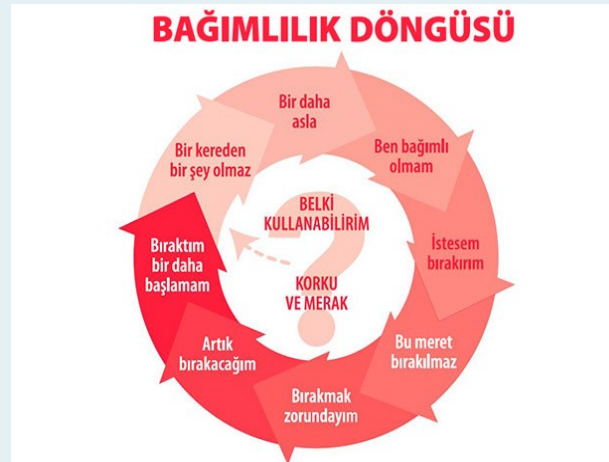 BAĞIMLILIK DÖNGÜSÜ
Bir kereden
bir şey olmaz
Bir daha
asla
Ben bağımlı
olmam
İstesem
bırakırım
Bu meret
bırakılmaz
Bırakmak
zorundayım
Artık
bırakacağım
Bıraktım
bir daha
başlamam
BELKİ
KULLANABİLİRİM
KORKU
VE MERAK
?